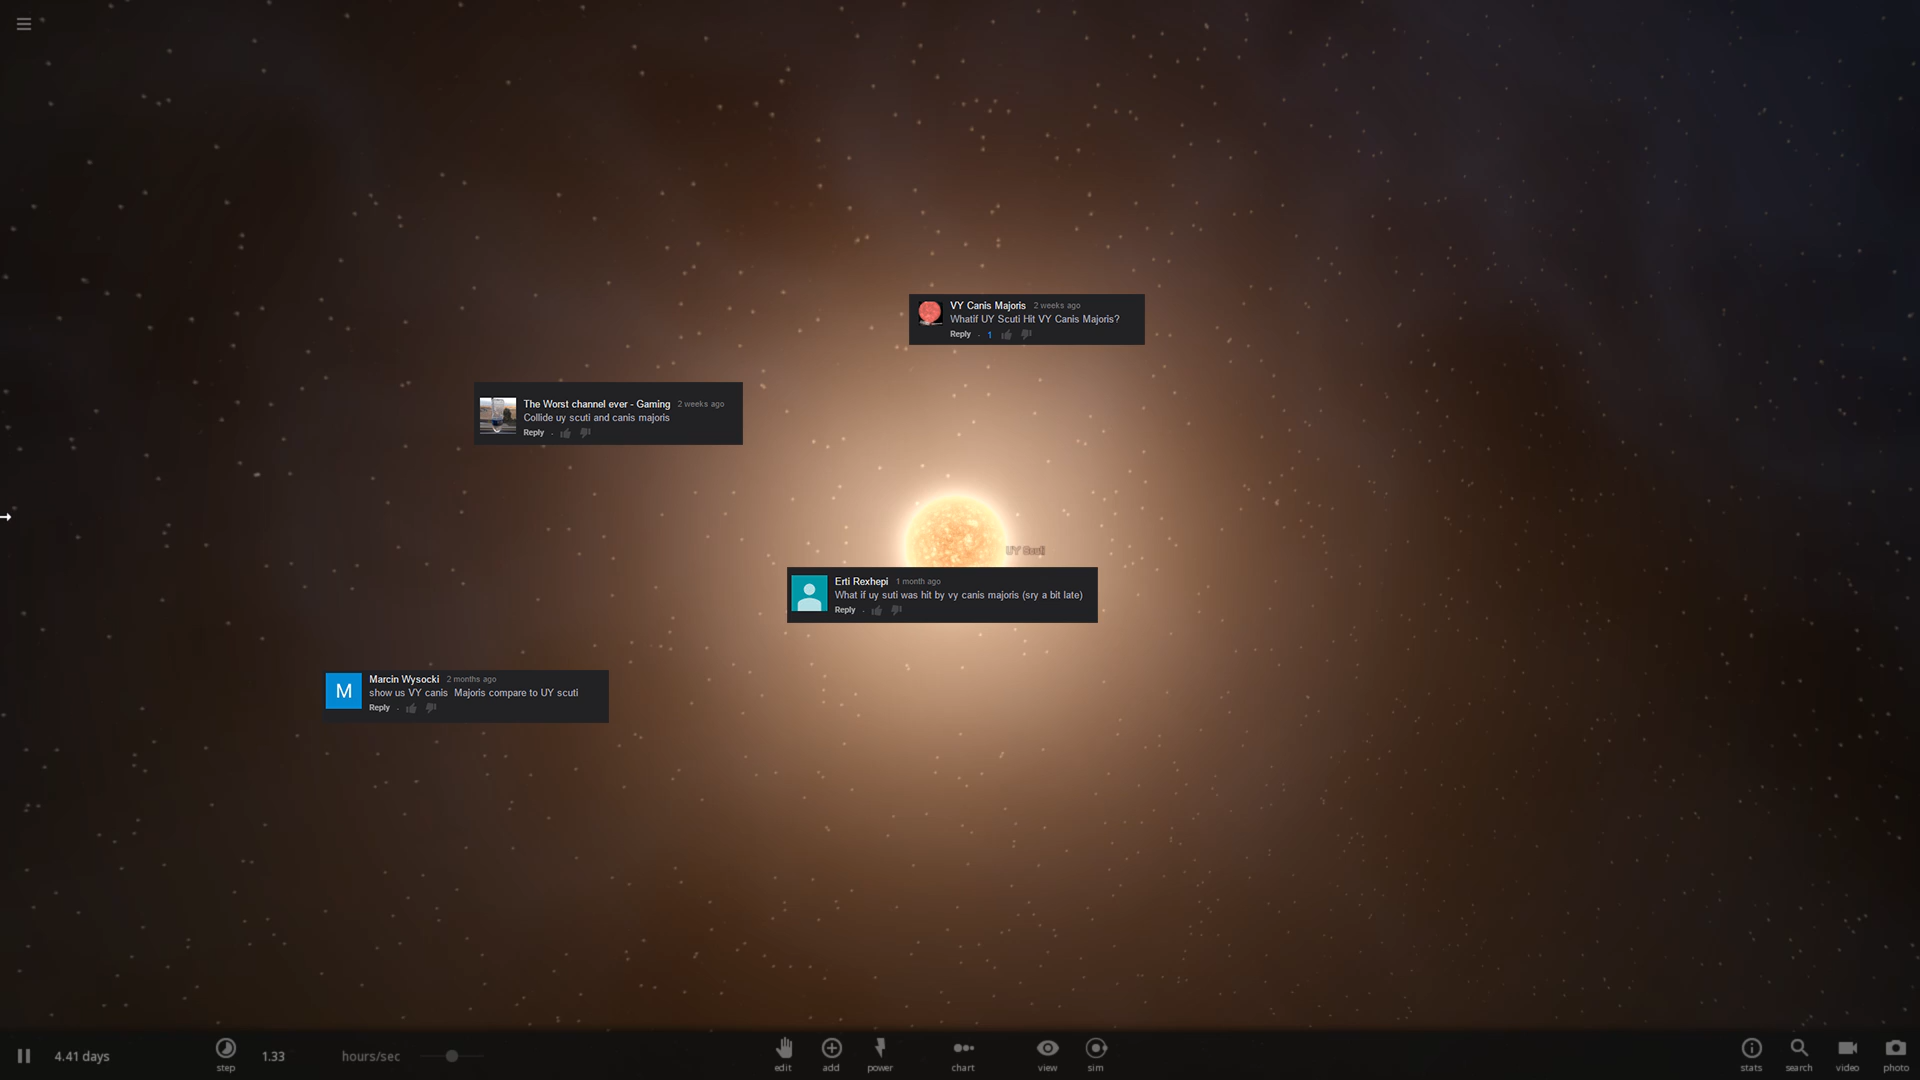 VY Canis Majoris 2 weeks ago
Whatif UY Scuti Hit VY Canis Majoris?
Reply · 1
The Worst channel ever - Gaming 2 weeks ago
Collide uy scuti and canis majoris
Reply ·
UY Scuti
Erti Rexhepi 1 month ago
What if uy suti was hit by vy canis majoris (sry a bit late)
Reply ·
M
Marcin Wysocki 2 months ago
show us VY canis  Majoris compare to UY scuti
Reply ·
4.41 days
step
1.33
hours/sec
edit
add
power
chart
view
sim
stats
search
video
photo